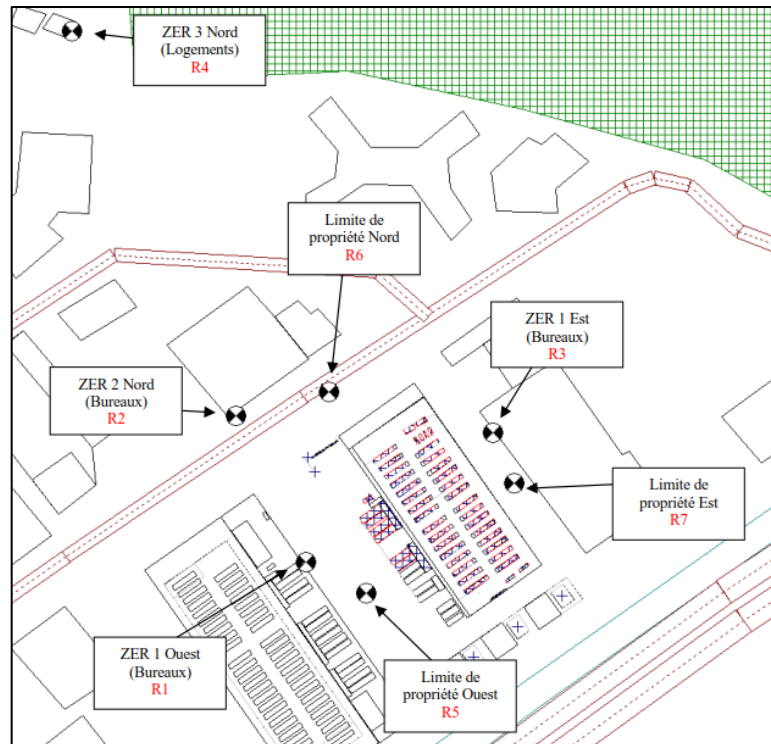 ZER 3 Nord
(Logements)
R4
Limite de
propriété Nord
R6
ZER 1 Est
(Bureaux)
R3
ZER 2 Nord
(Bureaux)
R2
Limite de
propriété Est
R7
ZER 1 Ouest
(Bureaux)
R1
Limite de
propriété Ouest
R5